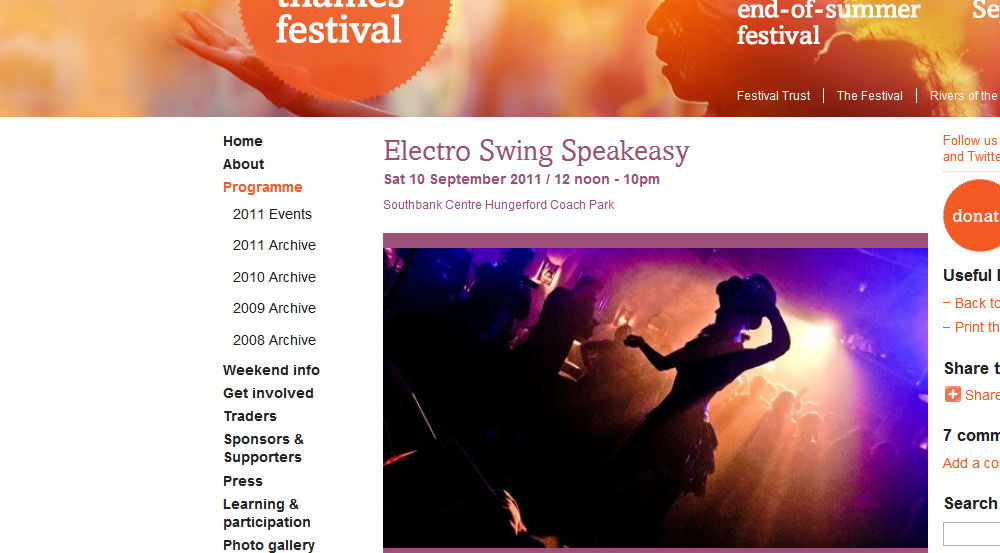 thames
festival
end-of-summer
festival
Festival Trust
The Festival
Rivers of the
Home
About
Programme
2011 Events
2011 Archive
2010 Archive
2009 Archive
2008 Archive
Weekend info
Get involved
Traders
Sponsors &
Supporters
Press
Learning &
participation
Photo gallery
Electro Swing Speakeasy
Sat 10 September 2011 / 12 noon - 10pm
Southbank Centre Hungerford Coach Park
Follow us
and Twitte
donat
Useful
– Back to
– Print th
Share t
Share
7 comm
Add a co
Search